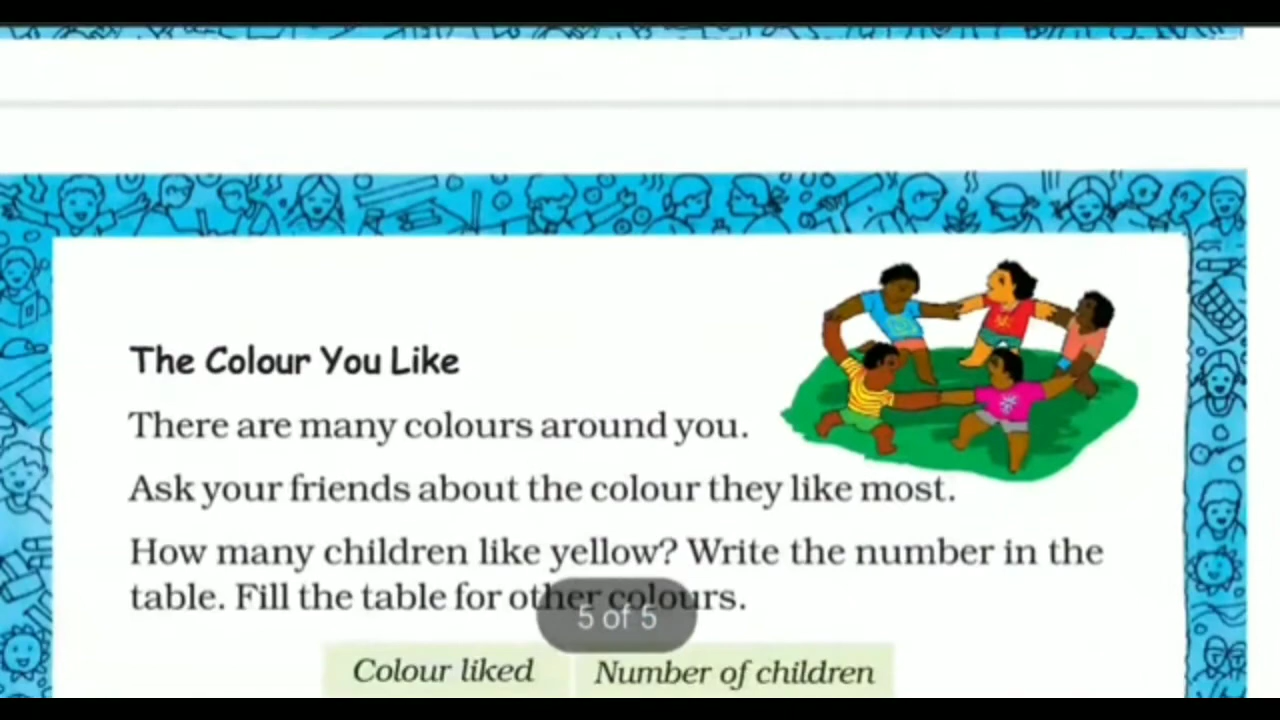 The Colour You Like
There are many colours around you.
Ask your friends about the colour they like most.
How many children like yellow? Write the number in the
table. Fill the table for other colours.
5 of 5
Colour liked Number of children